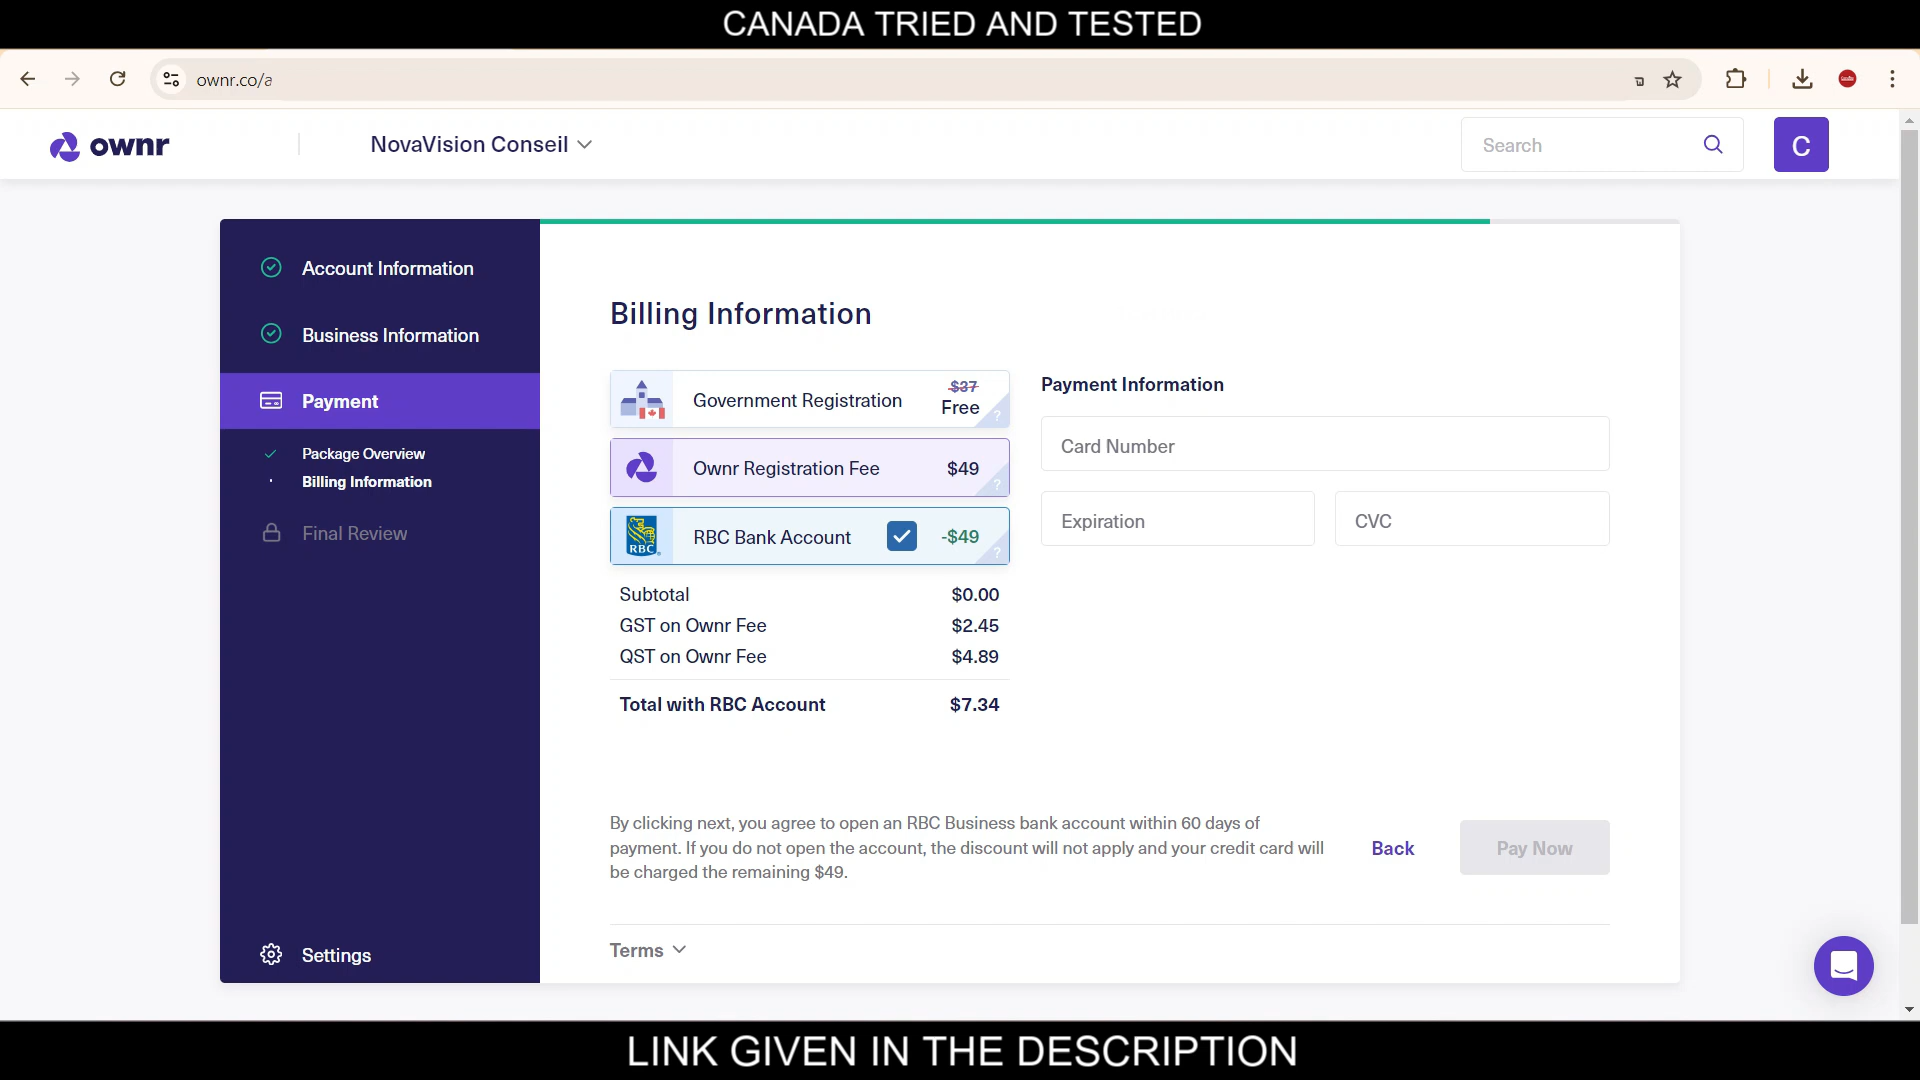 CANADA TRIED AND TESTED
ownr.co/a
ownr
NovaVision Conseil
Search
C
Account Information
Business Information
Payment
Package Overview
Billing Information
Final Review
Settings
Billing Information
Government Registration
$37
Free
?
Ownr Registration Fee $49
?
RBC
RBC Bank Account -$49
?
Subtotal $0.00
GST on Ownr Fee $2.45
QST on Ownr Fee $4.89
Total with RBC Account $7.34
Payment Information
Card Number
Expiration CVC
By clicking next, you agree to open an RBC Business bank account within 60 days of
payment. If you do not open the account, the discount will not apply and your credit card will
be charged the remaining $49.
Back
Pay Now
Terms
LINK GIVEN IN THE DESCRIPTION